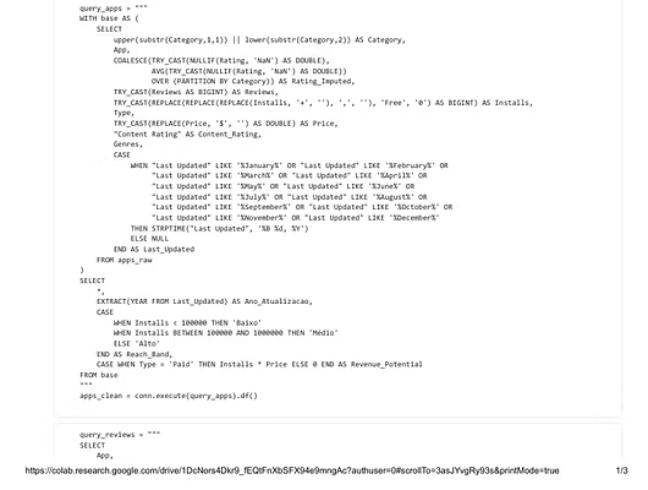 query_apps = """
WITH base AS (
SELECT
upper(substr(Category,1,1)) || lower(substr(Category,2)) AS Category,
App,
COALESCE(TRY_CAST(NULLIF(Rating, 'NaN') AS DOUBLE),
AVG(TRY_CAST(NULLIF(Rating, 'NaN') AS DOUBLE))
OVER (PARTITION BY Category)) AS Rating_Imputed,
TRY_CAST(Reviews AS BIGINT) AS Reviews,
TRY_CAST(REPLACE(REPLACE(REPLACE(Installs, '+', ''), ',', ''), 'Free', '0') AS BIGINT) AS Installs,
Type,
TRY_CAST(REPLACE(Price, '$', '') AS DOUBLE) AS Price,
"Content Rating" AS Content_Rating,
Genres,
CASE
WHEN "Last Updated" LIKE '%January%' OR "Last Updated" LIKE '%February%' OR
"Last Updated" LIKE '%March%' OR "Last Updated" LIKE '%April%' OR
"Last Updated" LIKE '%May%' OR "Last Updated" LIKE '%June%' OR
"Last Updated" LIKE '%July%' OR "Last Updated" LIKE '%August%' OR
"Last Updated" LIKE '%September%' OR "Last Updated" LIKE '%October%' OR
"Last Updated" LIKE '%November%' OR "Last Updated" LIKE '%December%'
THEN STRPTIME("Last Updated", '%B %d, %Y')
ELSE NULL
END AS Last_Updated
FROM apps_raw
)
SELECT
*,
EXTRACT(YEAR FROM Last_Updated) AS Ano_Atualizacao,
CASE
WHEN Installs < 100000 THEN 'Baixo'
WHEN Installs BETWEEN 100000 AND 1000000 THEN 'Médio'
ELSE 'Alto'
END AS Reach_Band,
CASE WHEN Type = 'Paid' THEN Installs * Price ELSE 0 END AS Revenue_Potential
FROM base
"""
apps_clean = conn.execute(query_apps).df()
query_reviews = """
SELECT
App,
https://colab.research.google.com/drive/1DcNors4Dkr9_fEQtFnXbSFX94e9mngAc?authuser=0#scrollTo=3asJYvgRy93s&printMode=true
1/3